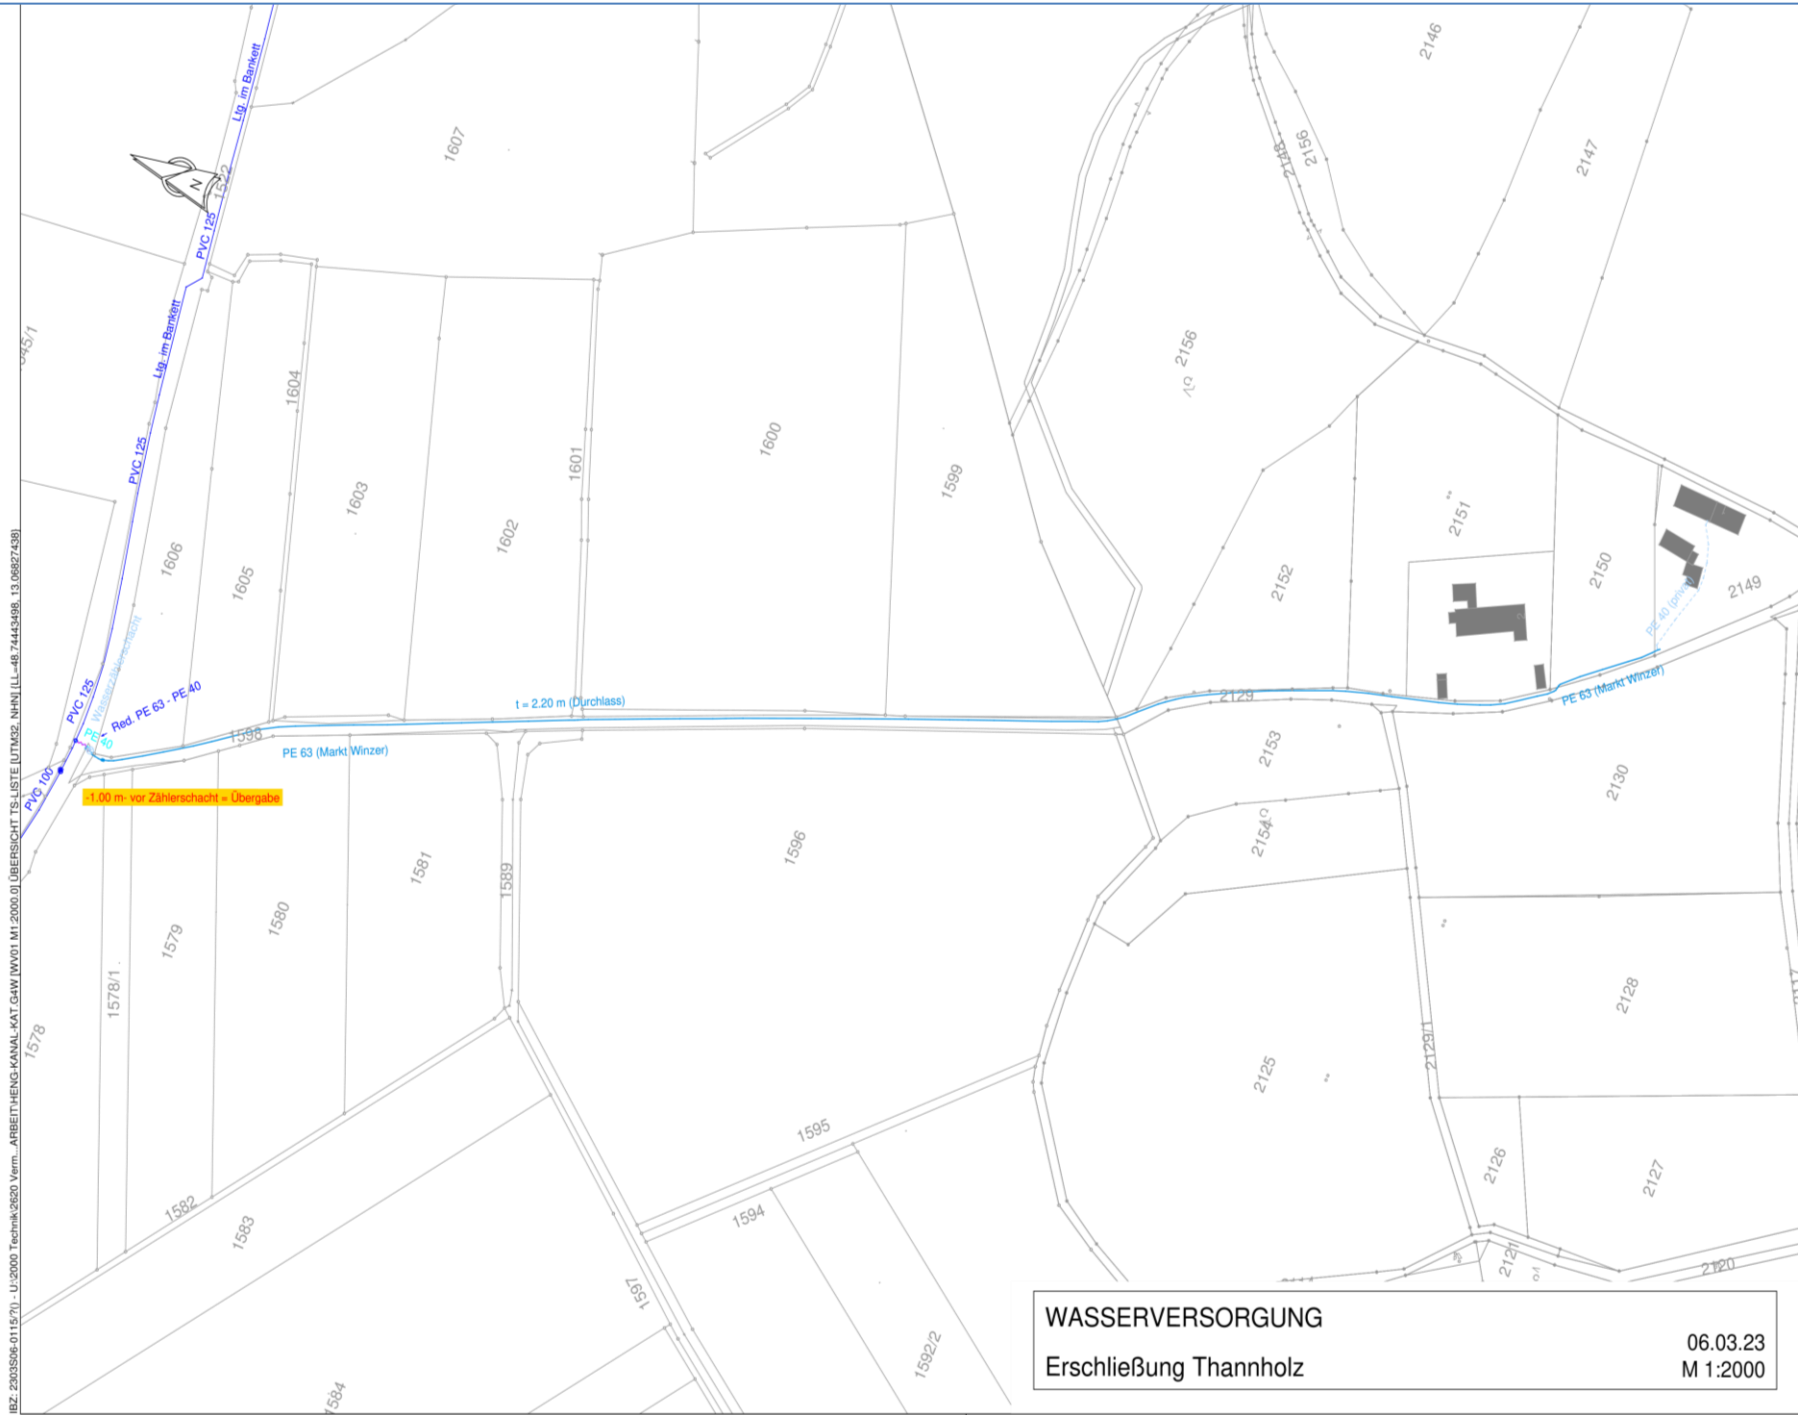 Ltg. im Bankett
2146
1607
2148
2156
2147
1522
N
PVC 125
Ltg. im Bankett
2156
1604
1600
1601
1599
PVC 125
1603
1602
2151
1606
1605
2152
2150
2149
PE 40
Wasserzählerschacht
Red. PE 63 - PE 40
PVC 125
PE 40
1598
t = 2.20 m (Durchlass)
2129
PE 63 (Markt Winzer)
PE 63 (Markt Winzer)
PVC 100
-1.00 m- vor Zählerschacht = Übergabe
2153
2130
2154
1596
1581
1589
1580
1579
1578/1
1578
2128
2125
2129/1
1595
2126
2127
1582
1583
1594
2121
2120
1597
1592/2
1584
WASSERVERSORGUNG
06.03.23
Erschließung Thannholz
M 1:2000